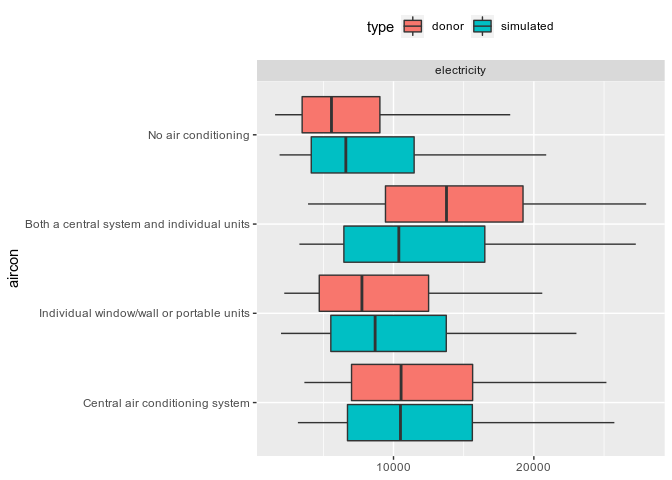 type donor simulated
electricity
No air conditioning
Both a central system and individual units
Individual window/wall or portable units
Central air conditioning system
aircon
10000 20000